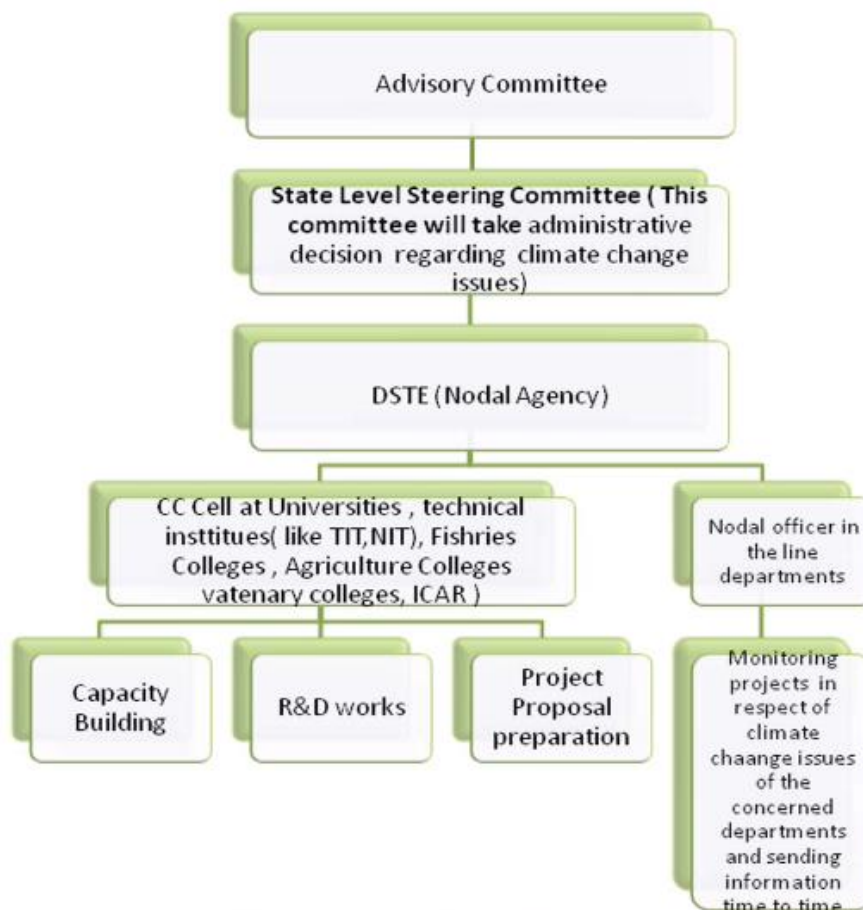 Advisory Committee
State Level Steering Committee ( This
committee will take administrative
decision regarding climate change
issues)
DSTE (Nodal Agency)
CC Cell at Universities , technical
insttitues( like TIT,NIT), Fishries
Colleges , Agriculture Colleges
vatenary colleges, ICAR )
Nodal officer in
the line
departments
Capacity
Building
R&D works
Project
Proposal
preparation
Monitoring
projects in
respect of
climate
chaange issues
of the
concerned
departments
and sending
information
time to time